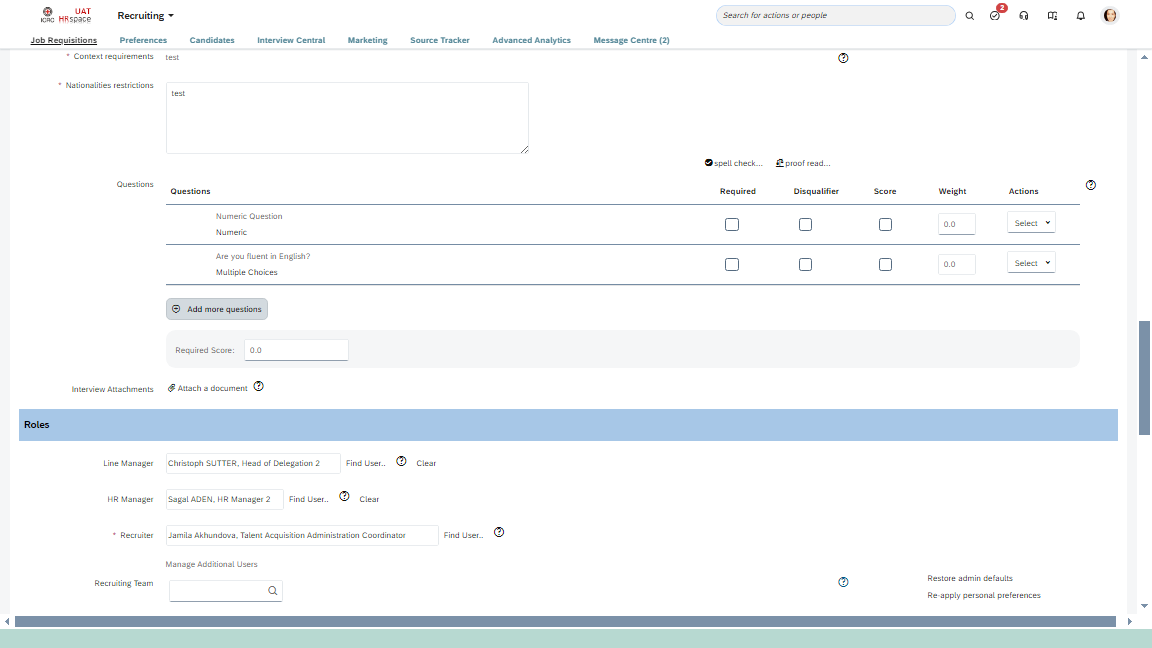 UAT
ICRC HRspace
Recruiting
Search for actions or people
2
Job Requisitions Preferences Candidates Interview Central Marketing Source Tracker Advanced Analytics Message Centre (2)
* Context requirements test
* Nationalities restrictions test
spell check... proof read...
Questions
Questions Required Disqualifier Score Weight Actions
Numeric Question
Numeric 0.0 Select
Are you fluent in English?
Multiple Choices 0.0 Select
Add more questions
Required Score: 0.0
Interview Attachments Attach a document
Roles
Line Manager Christoph SUTTER, Head of Delegation 2 Find User.. Clear
HR Manager Sagal ADEN, HR Manager 2 Find User.. Clear
* Recruiter Jamila Akhundova, Talent Acquisition Administration Coordinator Find User..
Manage Additional Users
Recruiting Team
Restore admin defaults
Re-apply personal preferences